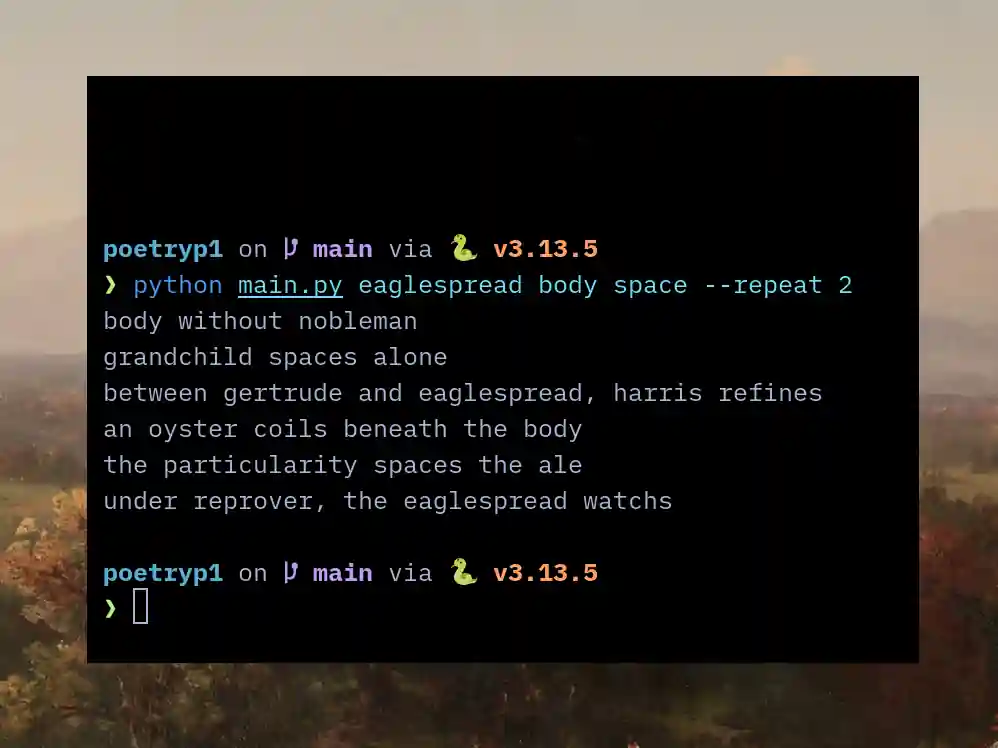 poetryp1 on main via 🐍 v3.13.5
❯ python main.py eaglespread body space --repeat 2
body without nobleman
grandchild spaces alone
between gertrude and eaglespread, harris refines
an oyster coils beneath the body
the particularity spaces the ale
under reprover, the eaglespread watchs
poetryp1 on main via 🐍 v3.13.5
❯